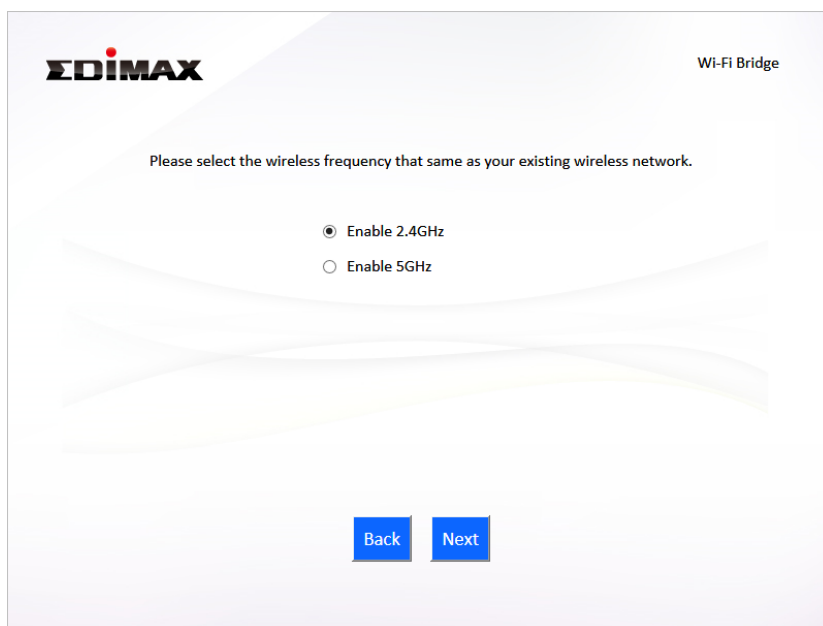 EDIMAX
Wi-Fi Bridge
Please select the wireless frequency that same as your existing wireless network.
Enable 2.4GHz
Enable 5GHz
Back
Next